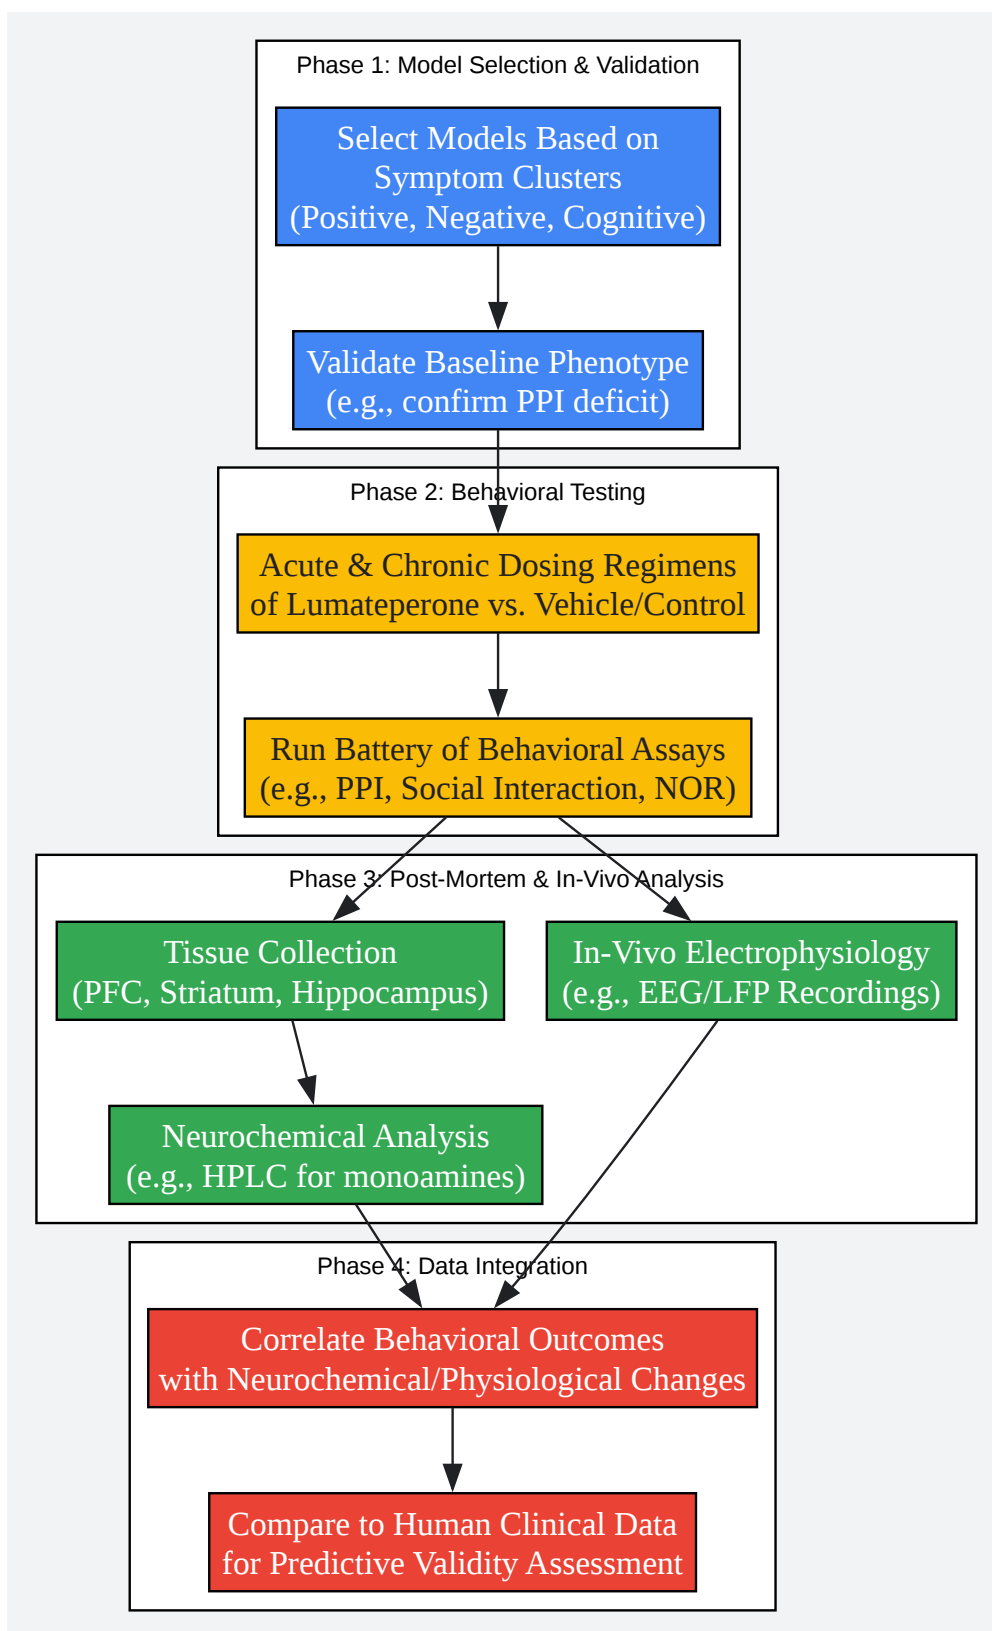 Phase 1: Model Selection & Validation
Select Models Based on
Symptom Clusters
(Positive, Negative, Cognitive)
Validate Baseline Phenotype
(e.g., confirm PPI deficit)
Phase 2: Behavioral Testing
Acute & Chronic Dosing Regimens
of Lumateperone vs. Vehicle/Control
Run Battery of Behavioral Assays
(e.g., PPI, Social Interaction, NOR)
Phase 3: Post-Mortem & In-Vivo Analysis
Tissue Collection
(PFC, Striatum, Hippocampus)
In-Vivo Electrophysiology
(e.g., EEG/LFP Recordings)
Neurochemical Analysis
(e.g., HPLC for monoamines)
Phase 4: Data Integration
Correlate Behavioral Outcomes
with Neurochemical/Physiological Changes
Compare to Human Clinical Data
for Predictive Validity Assessment